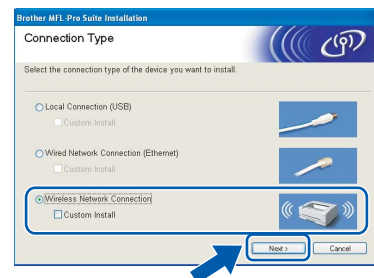 Brother MFL-Pro Suite Installation
Connection Type
Select the connection type of the device you want to install.
Local Connection (USB)
Custom Install
Wired Network Connection (Ethernet)
Custom Install
Wireless Network Connection
Custom Install
Next >
Cancel